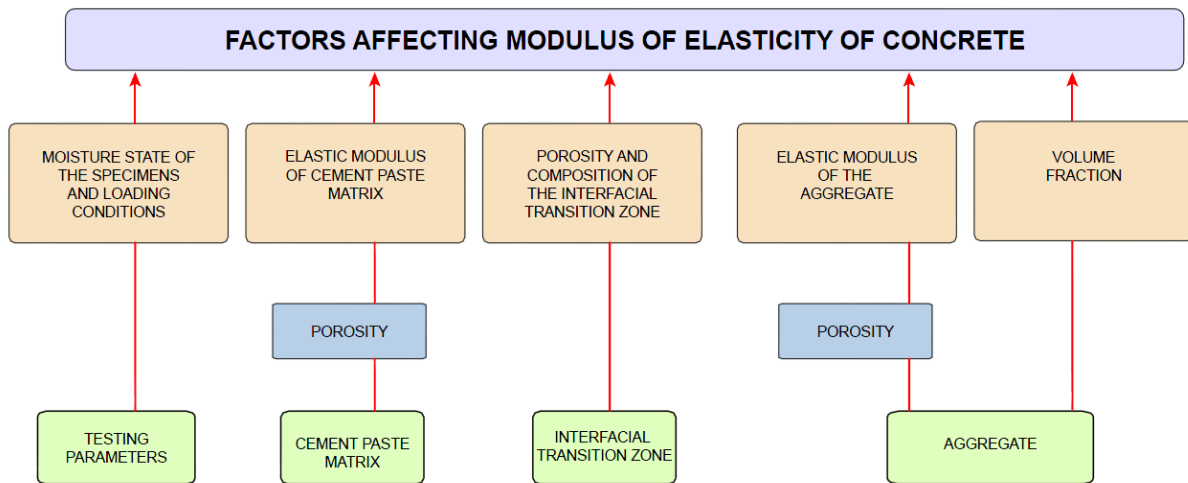 FACTORS AFFECTING MODULUS OF ELASTICITY OF CONCRETE
MOISTURE STATE OF
THE SPECIMENS
AND LOADING
CONDITIONS
ELASTIC MODULUS
OF CEMENT PASTE
MATRIX
POROSITY AND
COMPOSITION OF
THE INTERFACIAL
TRANSITION ZONE
ELASTIC MODULUS
OF THE
AGGREGATE
VOLUME
FRACTION
POROSITY
POROSITY
TESTING
PARAMETERS
CEMENT PASTE
MATRIX
INTERFACIAL
TRANSITION ZONE
AGGREGATE